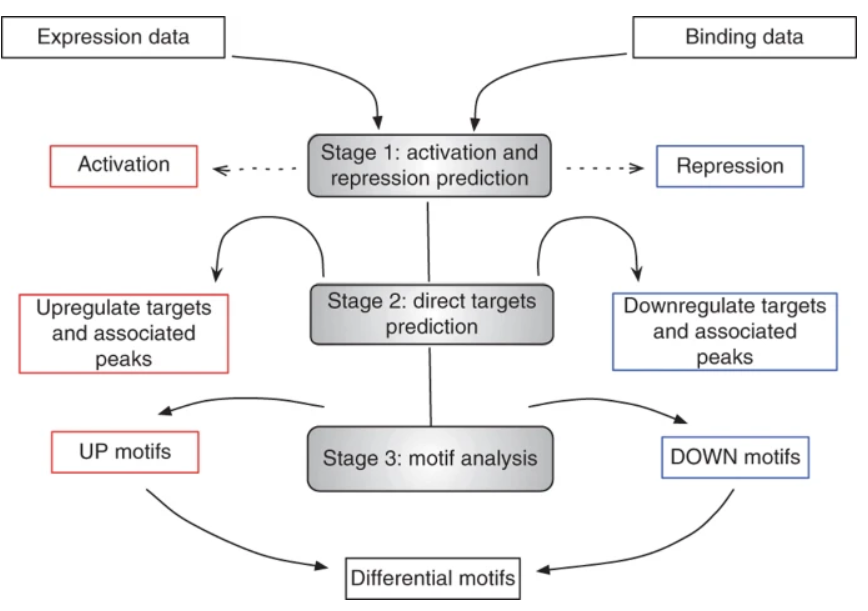 Expression data
Binding data
Stage 1: activation and
repression prediction
Activation
Repression
Stage 2: direct targets
prediction
Upregulate targets
and associated
peaks
Downregulate targets
and associated
peaks
UP motifs
Stage 3: motif analysis
DOWN motifs
Differential motifs